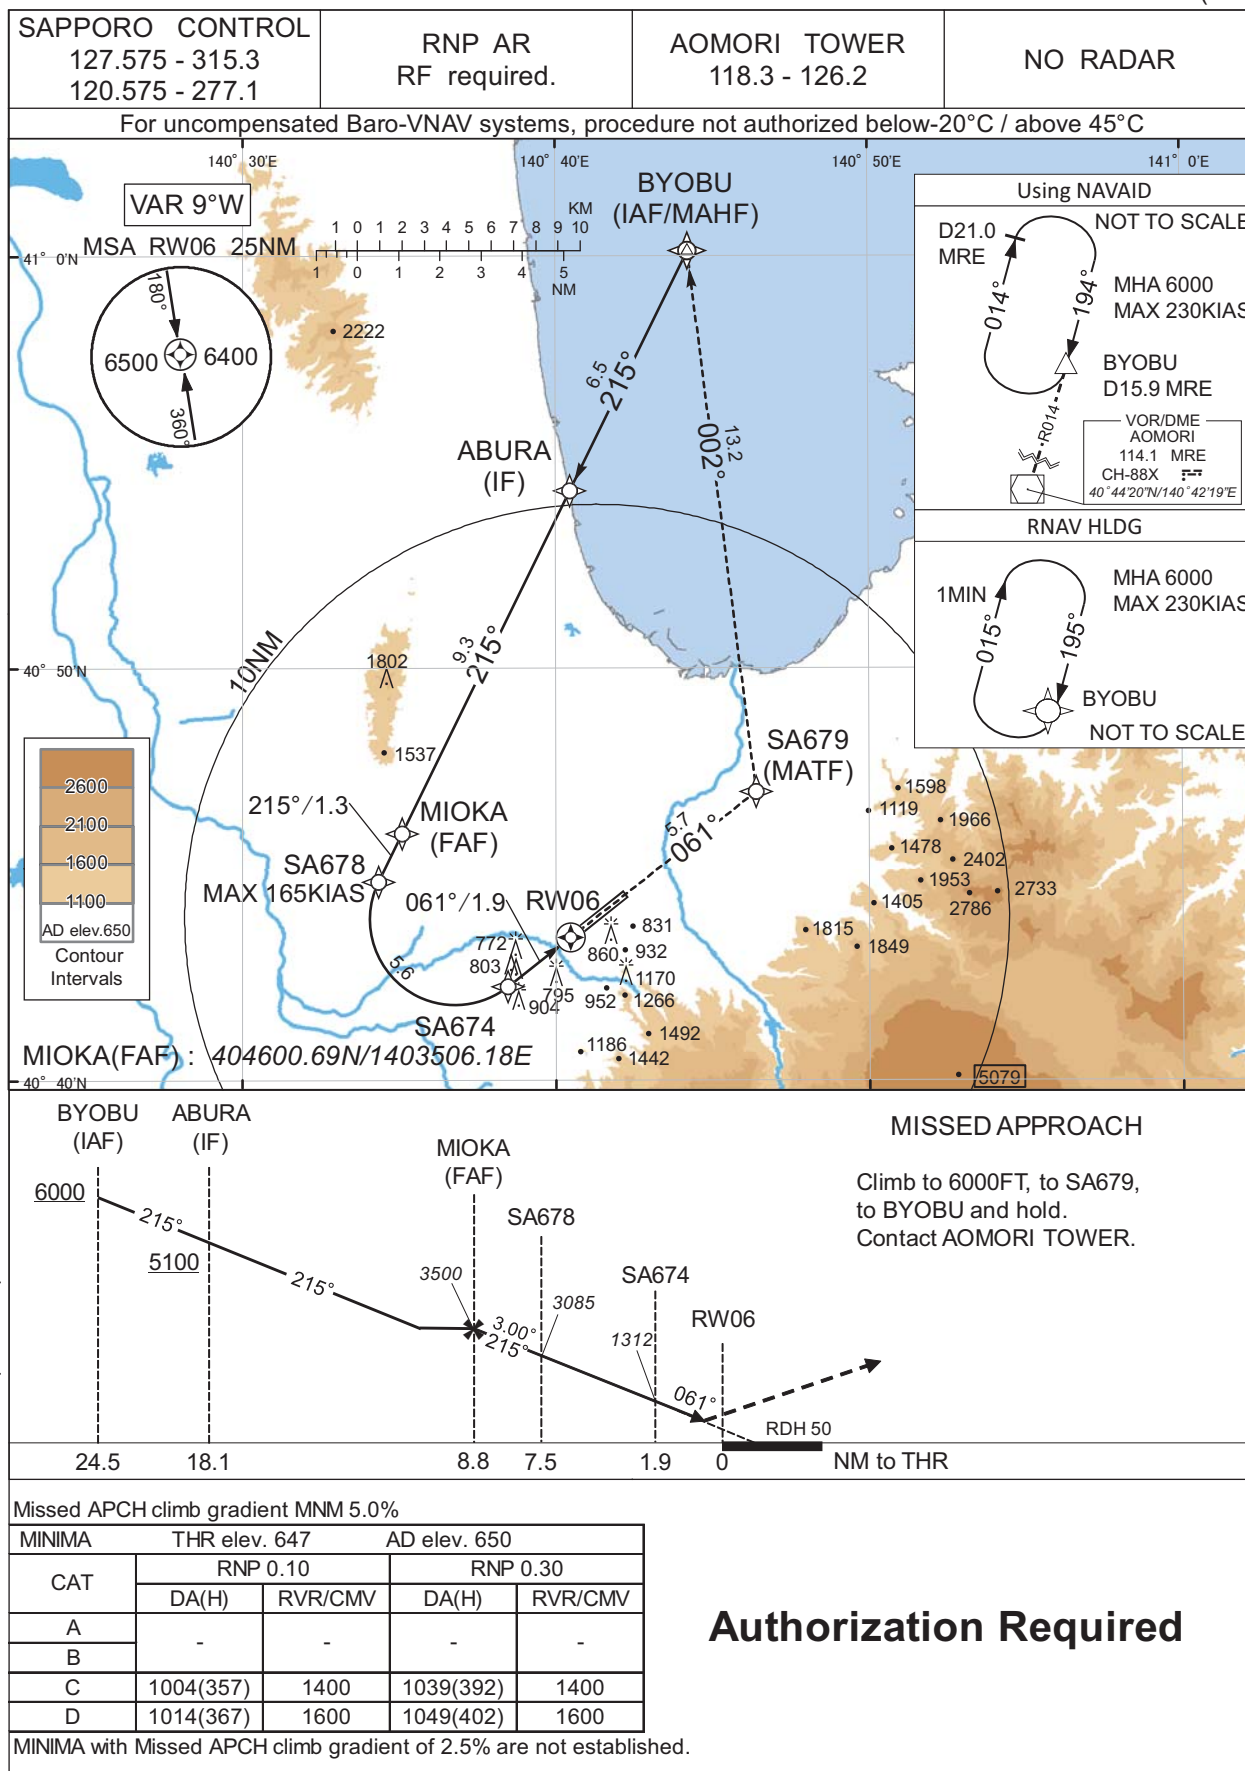 SAPPORO CONTROL
127.575 - 315.3
120.575 - 277.1
RNP AR
RF required.
AOMORI TOWER
118.3 - 126.2
NO RADAR
For uncompensated Baro-VNAV systems, procedure not authorized below-20°C / above 45°C
140° 30'E
140° 40'E
140° 50'E
141° 0'E
VAR 9°W
MSA RW06 25NM
41° 0'N
180°
6500
6400
360°
KM
1 0 1 2 3 4 5 6 7 8 9 10
1 0 1 2 3 4 5
NM
2222
BYOBU
(IAF/MAHF)
6.5
215°
13.2
002°
ABURA
(IF)
Using NAVAID
NOT TO SCALE
D21.0
MRE
014°
194°
MHA 6000
MAX 230KIAS
BYOBU
D15.9 MRE
R014
VOR/DME
AOMORI
114.1 MRE
CH-88X
40°44'20"N/140°42'19"E
RNAV HLDG
1MIN
015°
195°
MHA 6000
MAX 230KIAS
BYOBU
NOT TO SCALE
10NM
9.3
215°
40° 50'N
1802
1537
SA679
(MATF)
5.7
061°
215°/1.3
MIOKA
(FAF)
SA678
MAX 165KIAS
061°/1.9
RW06
5.6
SA674
772
803
904
795
860
831
932
1170
952
1266
1492
1186
1442
1598
1119
1966
1478
2402
1953
2733
1405
2786
1815
1849
5079
2600
2100
1600
1100
AD elev.650
Contour
Intervals
MIOKA(FAF) : 404600.69N/1403506.18E
40° 40'N
BYOBU
(IAF)
ABURA
(IF)
MIOKA
(FAF)
SA678
SA674
RW06
6000
215°
5100
215°
3500
3.00°
215°
3085
1312
061°
RDH 50
24.5 18.1 8.8 7.5 1.9 0 NM to THR
MISSED APPROACH
Climb to 6000FT, to SA679,
to BYOBU and hold.
Contact AOMORI TOWER.
Missed APCH climb gradient MNM 5.0%
MINIMA THR elev. 647 AD elev. 650
CAT RNP 0.10 RNP 0.30
DA(H) RVR/CMV DA(H) RVR/CMV
A
B
- - - -
C 1004(357) 1400 1039(392) 1400
D 1014(367) 1600 1049(402) 1600
MINIMA with Missed APCH climb gradient of 2.5% are not established.
Authorization Required